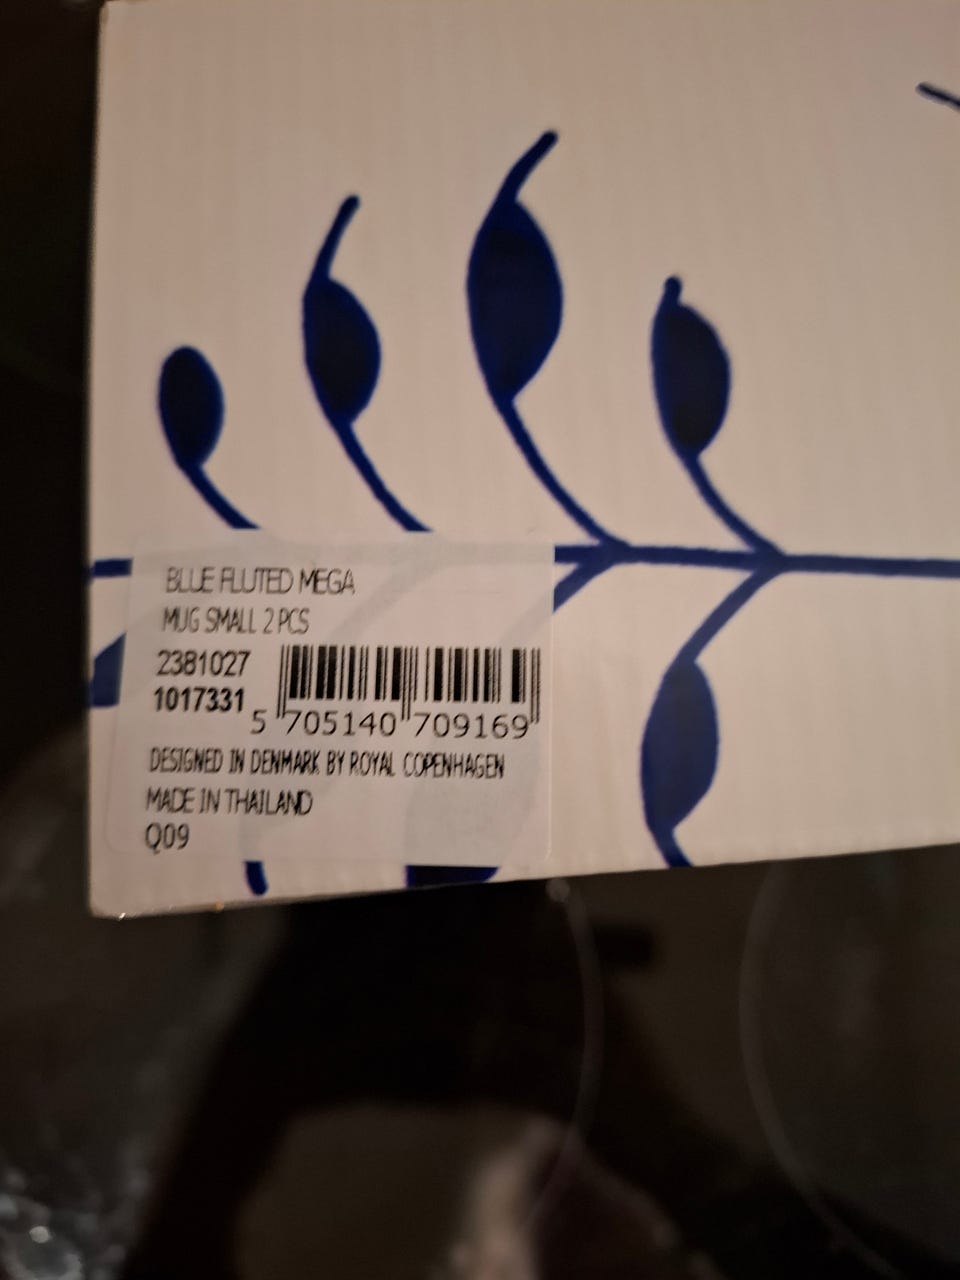 BLUE FLUTED MEGA
MUG SMALL 2 PCS
2381027
1017331
5 705140 709169
DESIGNED IN DENMARK BY ROYAL COPENHAGEN
MADE IN THAILAND
Q09